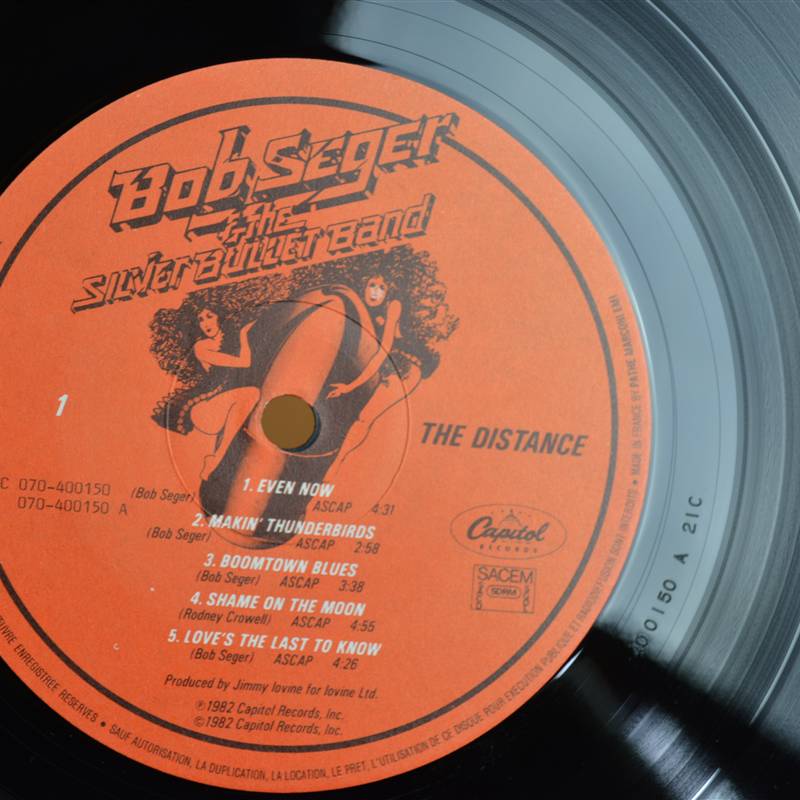 Bob Seger
& the
Silver Bullet Band
1
THE DISTANCE
C 070-400150
070-400150 A
1. EVEN NOW
(Bob Seger) ASCAP 4:31
2. MAKIN' THUNDERBIRDS
(Bob Seger) ASCAP 2:58
3. BOOMTOWN BLUES
(Bob Seger) ASCAP 3:38
4. SHAME ON THE MOON
(Rodney Crowell) ASCAP 4:55
5. LOVE'S THE LAST TO KNOW
(Bob Seger) ASCAP 4:26
Capitol
RECORDS
SACEM
SDRM
Produced by Jimmy Iovine for Iovine Ltd.
℗1982 Capitol Records, Inc.
©1982 Capitol Records, Inc.
ŒUVRE ENREGISTREE RESERVES • SAUF AUTORISATION, LA DUPLICATION, LA LOCATION, LE PRET, L'UTILISATION DE CE DISQUE POUR EXECUTION PUBLIQUE ET RADIODIFFUSION SONT INTERDITS • MADE IN FRANCE BY PATHE MARCONI EMI
00150 A 21C